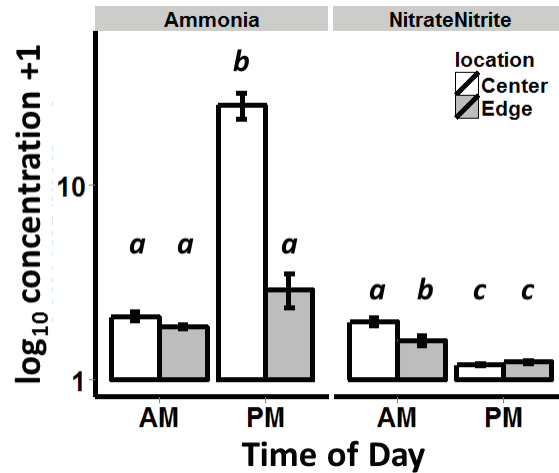 Ammonia
NitrateNitrite
log10 concentration +1
location
Center
Edge
10
1
a a b a
a b c c
AM PM
AM PM
Time of Day